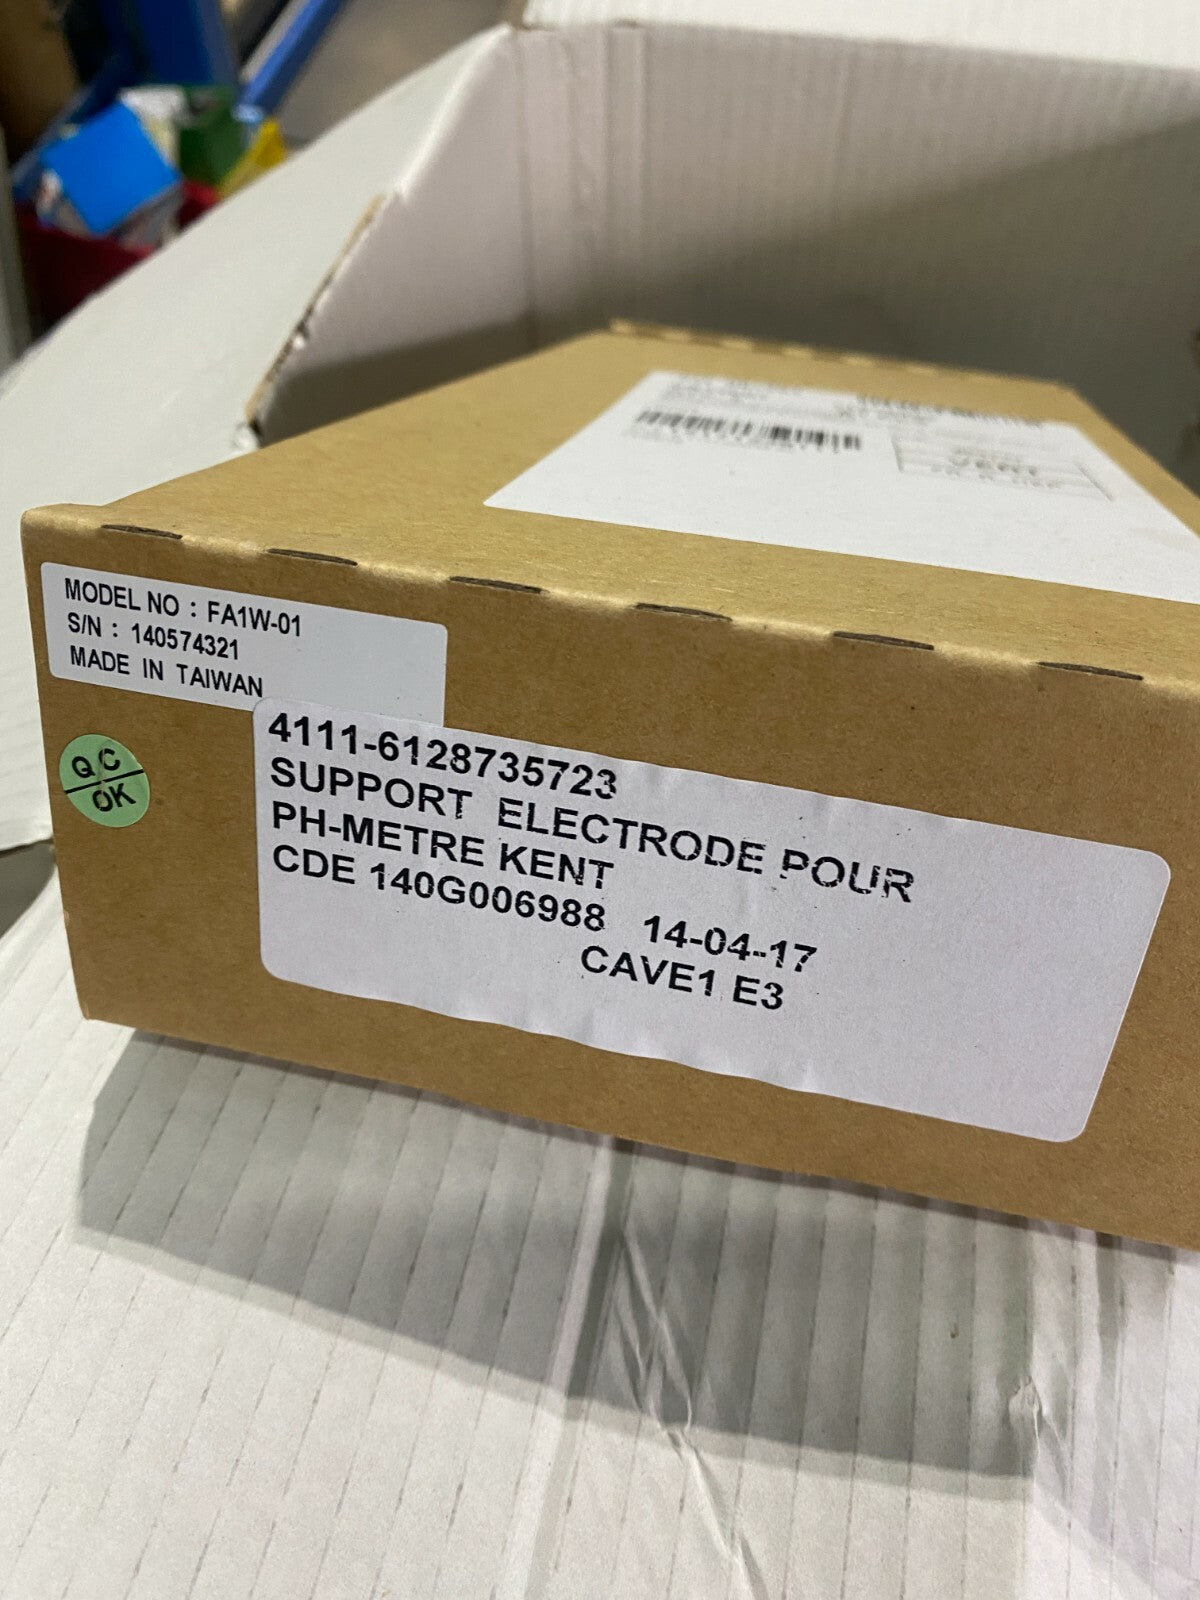 MODEL NO : FA1W-01
S/N : 140574321
MADE IN TAIWAN
QC
OK
4111-6128735723
SUPPORT ELECTRODE POUR
PH-METRE KENT
CDE 140G006988 14-04-17
CAVE1 E3
VERT